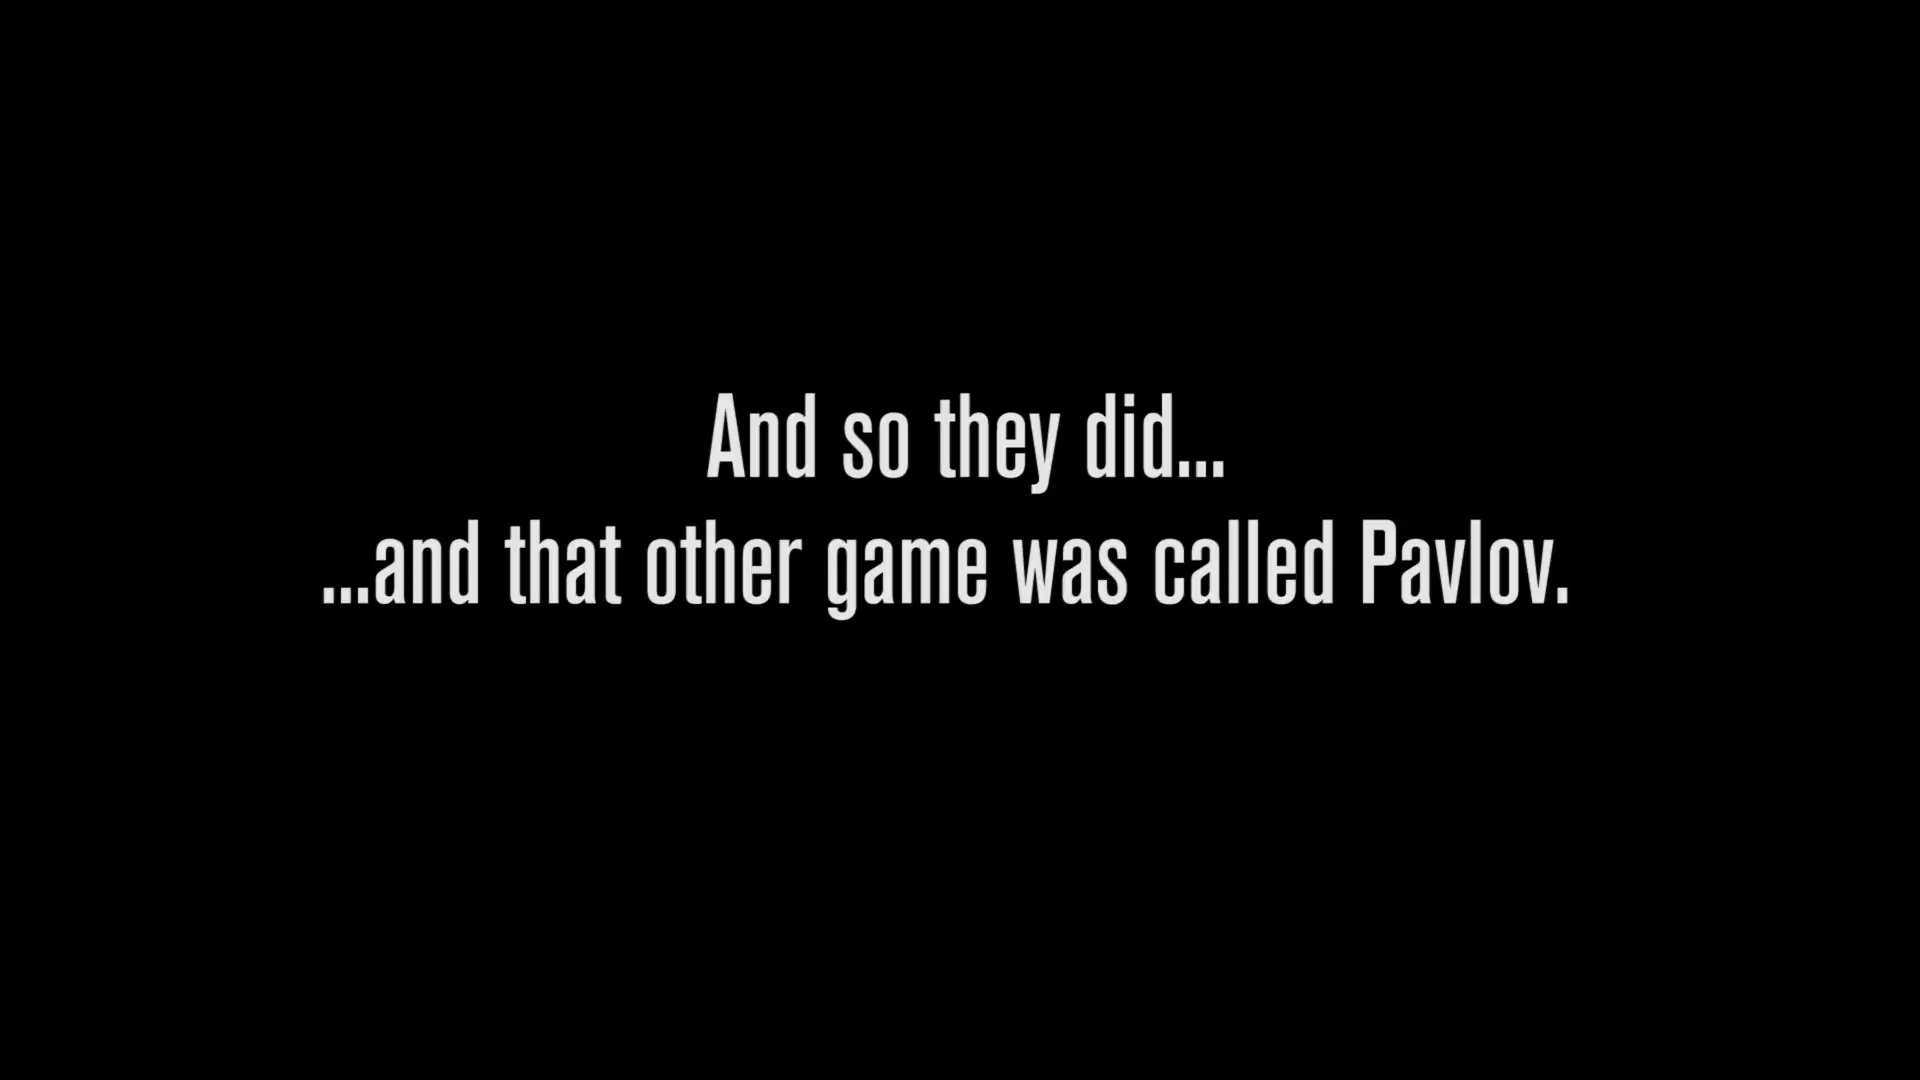 And so they did...
...and that other game was called Pavlov.